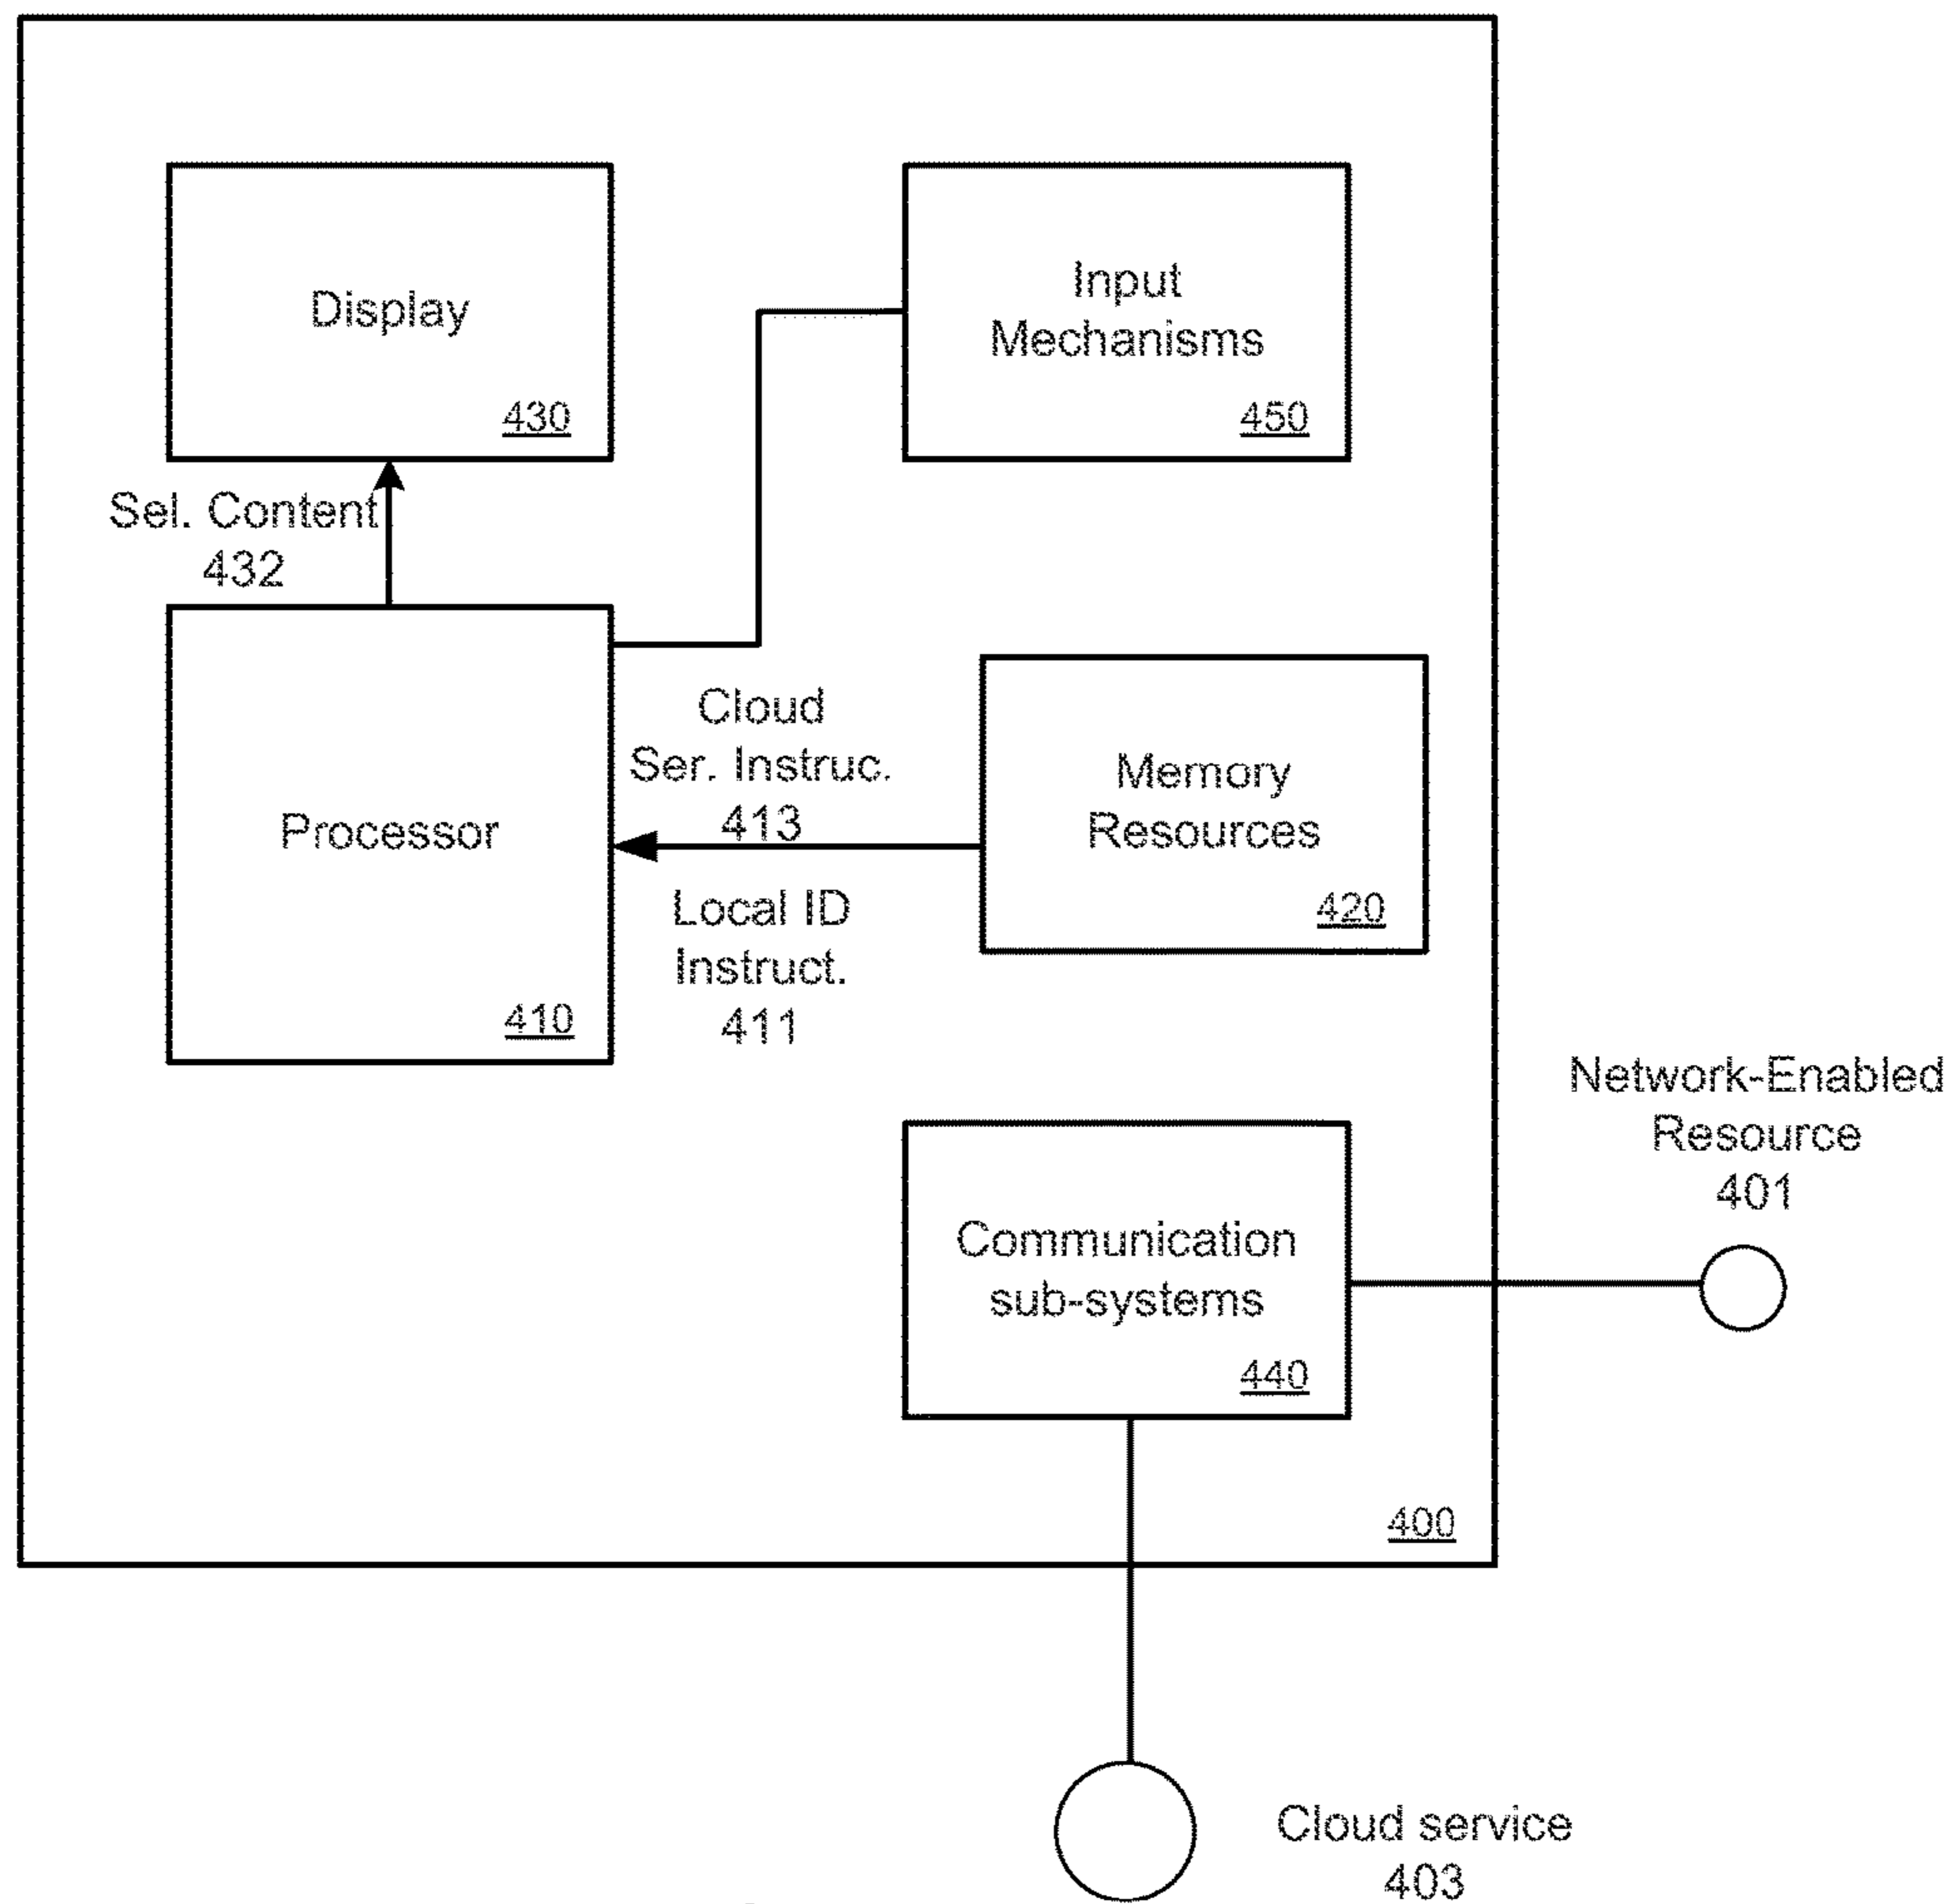 Display
430
Input
Mechanisms
450
Sel. Content
432
Processor
410
Cloud
Ser. Instruc.
413
Local ID
Instruct.
411
Memory
Resources
420
Communication
sub-systems
440
400
Network-Enabled
Resource
401
Cloud service
403